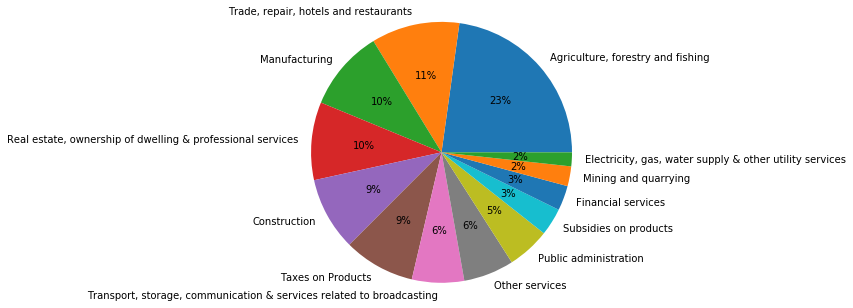 Trade, repair, hotels and restaurants
Manufacturing
Agriculture, forestry and fishing
11%
10%
23%
Real estate, ownership of dwelling & professional services
10%
2%
Electricity, gas, water supply & other utility services
2%
Mining and quarrying
3%
9%
3%
Financial services
5%
Construction
9%
6%
6%
Subsidies on products
Public administration
Taxes on Products
Other services
Transport, storage, communication & services related to broadcasting